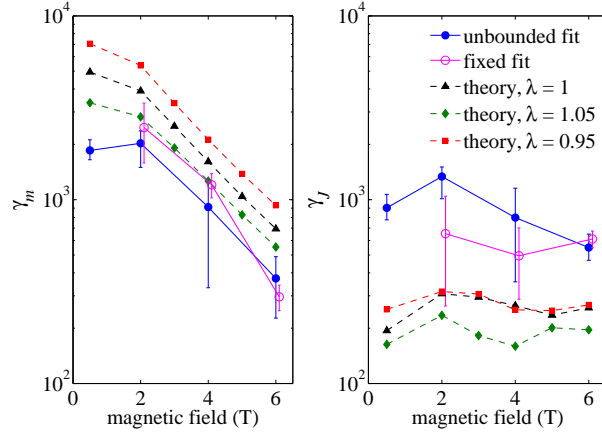 10^4
10^3
10^2
γ_m
0
2
4
6
magnetic field (T)
10^4
10^3
10^2
γ_J
0
2
4
6
magnetic field (T)
unbounded fit
fixed fit
theory, λ = 1
theory, λ = 1.05
theory, λ = 0.95